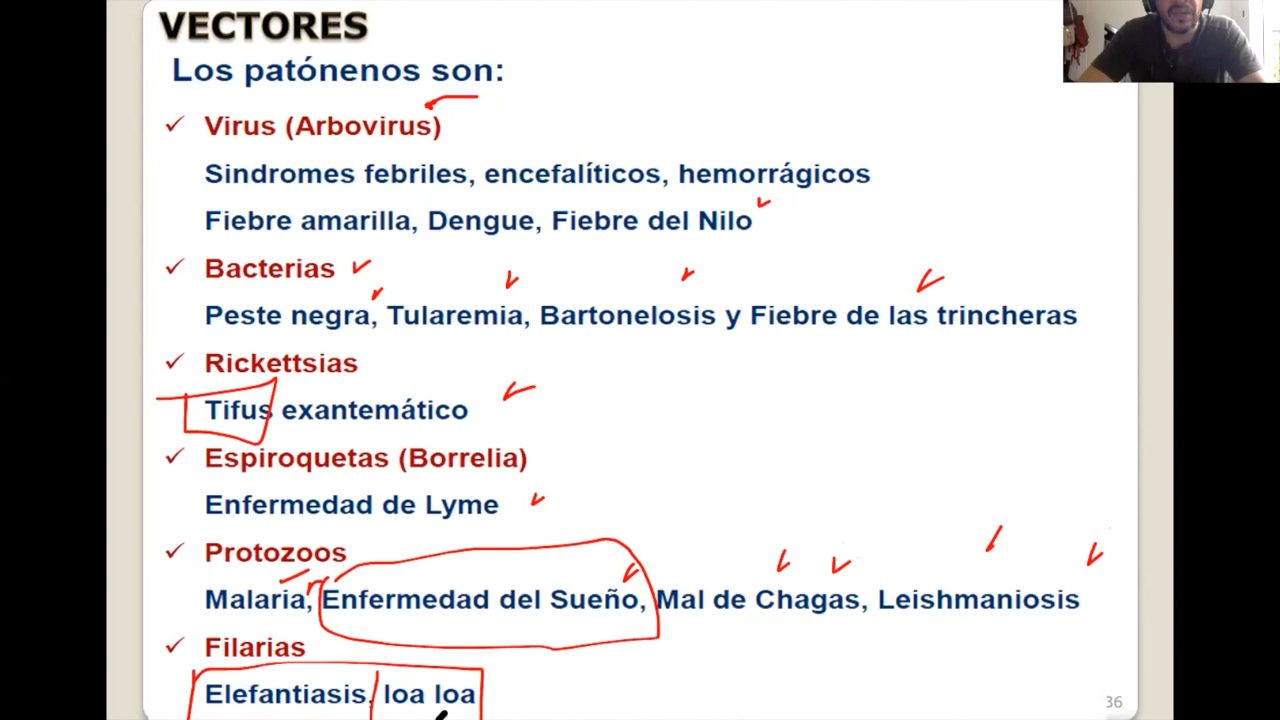 VECTORES
Los patónenos son:
Virus (Arbovirus)
Sindromes febriles, encefalíticos, hemorrágicos
Fiebre amarilla, Dengue, Fiebre del Nilo
Bacterias
Peste negra, Tularemia, Bartonelosis y Fiebre de las trincheras
Rickettsias
Tifus exantemático
Espiroquetas (Borrelia)
Enfermedad de Lyme
Protozoos
Malaria, Enfermedad del Sueño, Mal de Chagas, Leishmaniosis
Filarias
Elefantiasis, loa loa
36